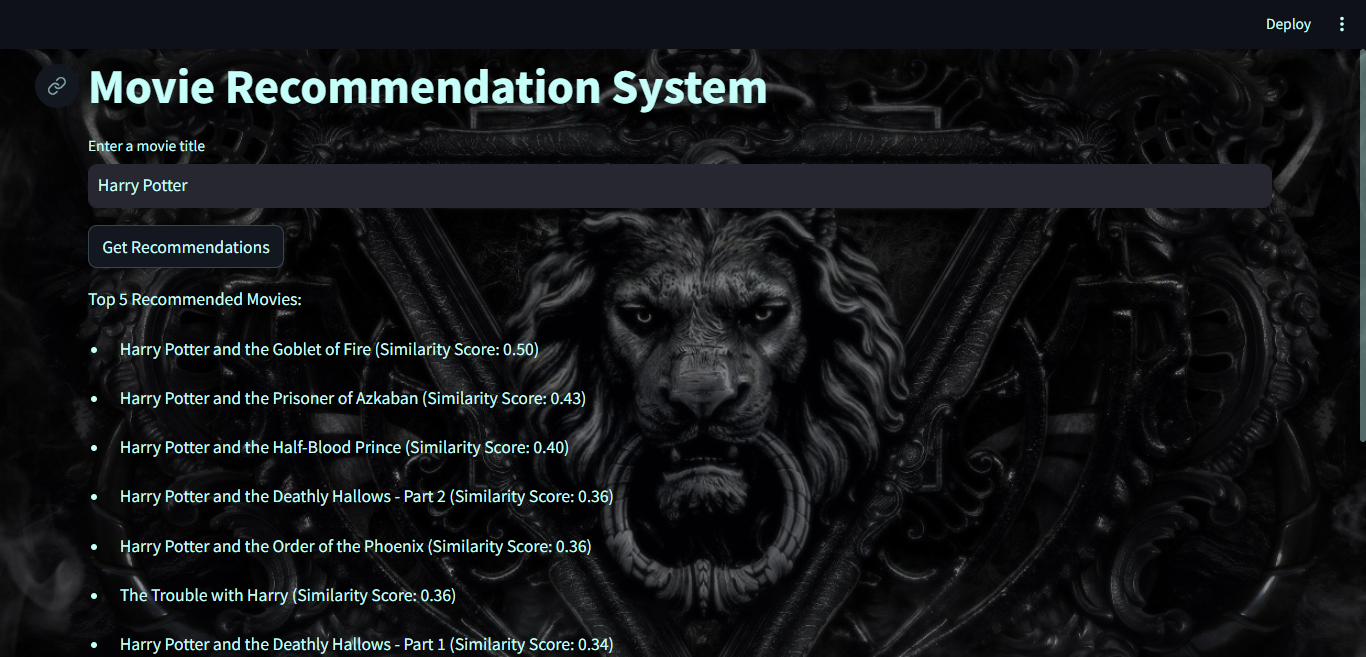 Deploy
Movie Recommendation System
Enter a movie title
Harry Potter
Get Recommendations
Top 5 Recommended Movies:
Harry Potter and the Goblet of Fire (Similarity Score: 0.50)
Harry Potter and the Prisoner of Azkaban (Similarity Score: 0.43)
Harry Potter and the Half-Blood Prince (Similarity Score: 0.40)
Harry Potter and the Deathly Hallows - Part 2 (Similarity Score: 0.36)
Harry Potter and the Order of the Phoenix (Similarity Score: 0.36)
The Trouble with Harry (Similarity Score: 0.36)
Harry Potter and the Deathly Hallows - Part 1 (Similarity Score: 0.34)